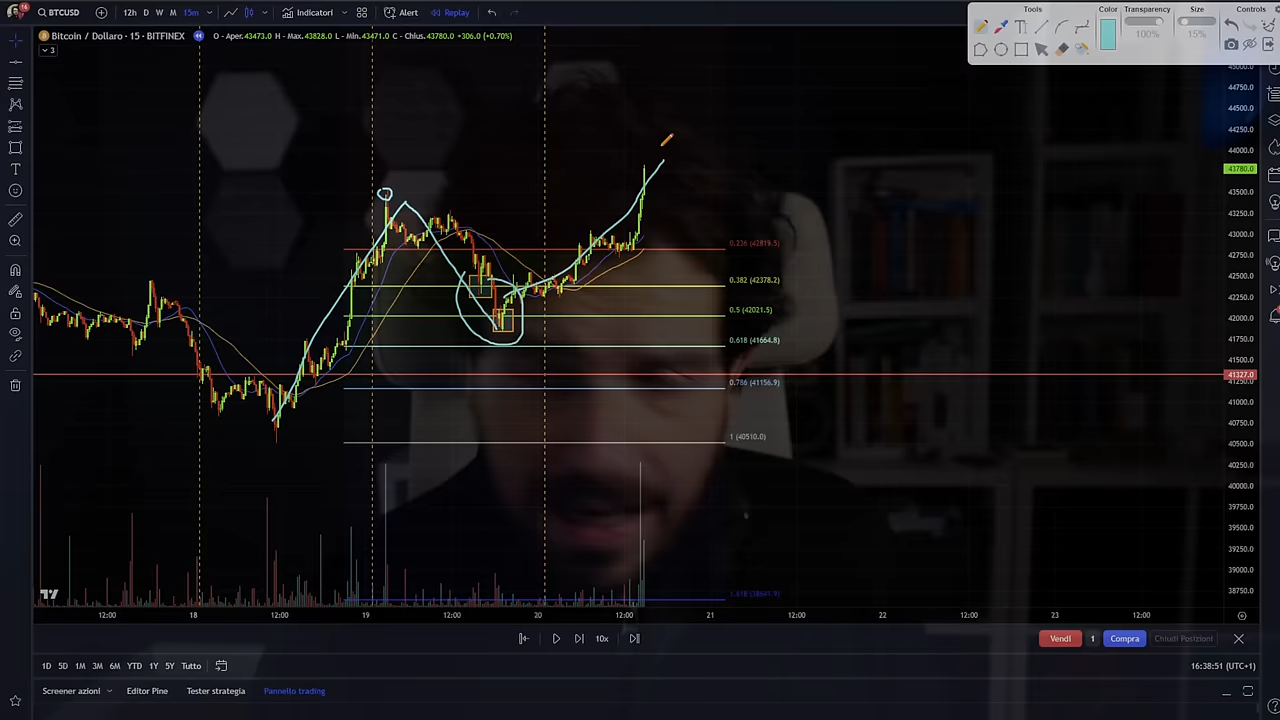 16
BTCUSD
12h D W M 15m
Indicatori
Alert
Replay
Tools
Color
Transparency
Size
Controls
100%
15%
Bitcoin / Dollaro · 15 · BITFINEX
O - Aper.43473.0 H - Max.43828.0 L - Min.43471.0 C - Chius.43780.0 +306.0 (+0.70%)
3
45000.0
44750.0
44500.0
44250.0
44000.0
43780.0
43500.0
43250.0
43000.0
42750.0
42500.0
42250.0
42000.0
41750.0
41500.0
41327.0
41250.0
41000.0
40750.0
40500.0
40250.0
40000.0
39750.0
39500.0
39250.0
39000.0
38750.0
0.236 (42819.5)
0.382 (42378.2)
0.5 (42021.5)
0.618 (41664.8)
0.786 (41156.9)
1 (40510.0)
1.618 (38641.9)
12:00 18 12:00 19 12:00 20 12:00 21 12:00 22 12:00 23 12:00
10x
Vendi 1 Compra Chiudi Posizioni
1D 5D 1M 3M 6M YTD 1Y 5Y Tutto
16:38:51 (UTC+1)
Screener azioni Editor Pine Tester strategia Pannello trading